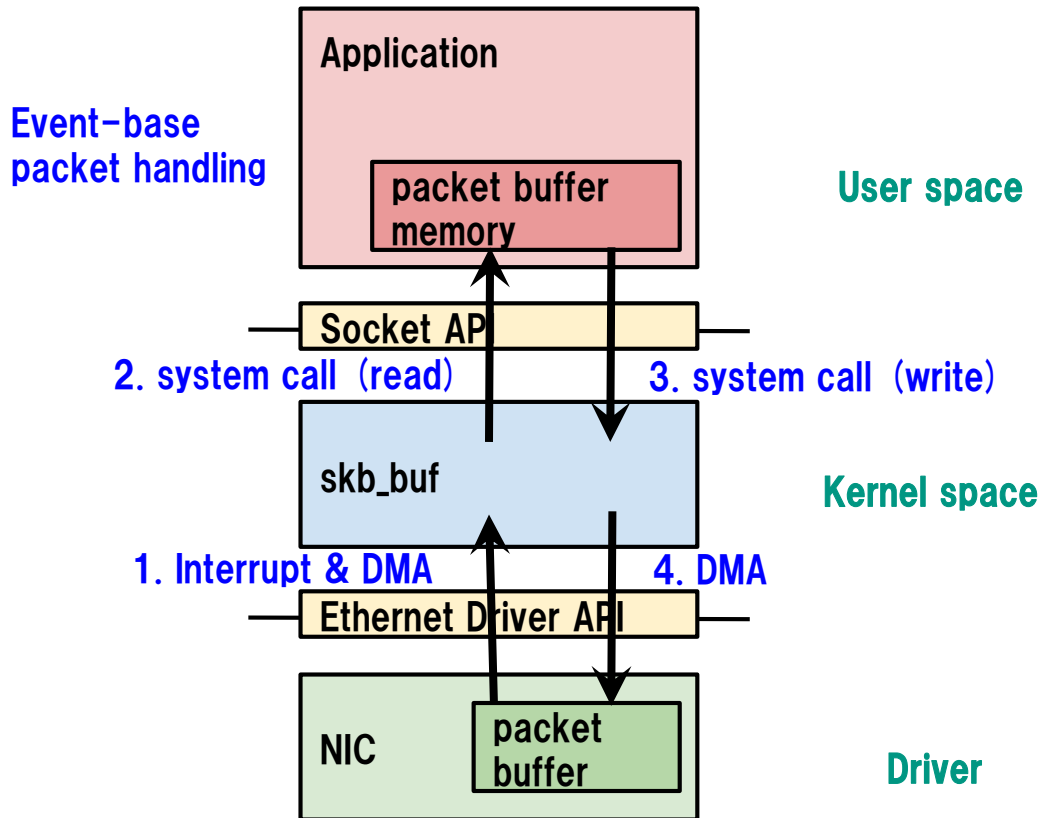 Application
Event-base
packet handling
packet buffer
memory
User space
Socket API
2. system call (read)
3. system call (write)
skb_buf
Kernel space
1. Interrupt & DMA
4. DMA
Ethernet Driver API
NIC
packet
buffer
Driver